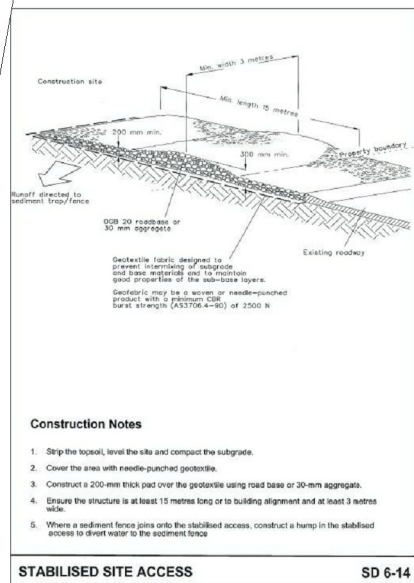 Min. width 3 metres
Construction site
Min. length 15 metres
200 mm min.
300 mm min.
Property boundary
Runoff directed to
sediment trap/fence
DGB 20 roadbase or
30 mm aggregate
Existing roadway
Geotextile fabric designed to
prevent intermixing of subgrade
and base materials and to maintain
good properties of the sub-base layers.
Geofabric may be a woven or needle-punched
product with a minimum CBR
burst strength (AS3706.4-90) of 2500 N
Construction Notes
1. Strip the topsoil, level the site and compact the subgrade.
2. Cover the area with needle-punched geotextile.
3. Construct a 200-mm thick pad over the geotextile using road base or 30-mm aggregate.
4. Ensure the structure is at least 15 metres long or to building alignment and at least 3 metres
wide.
5. Where a sediment fence joins onto the stabilised access, construct a hump in the stabilised
access to divert water to the sediment fence
STABILISED SITE ACCESS SD 6-14